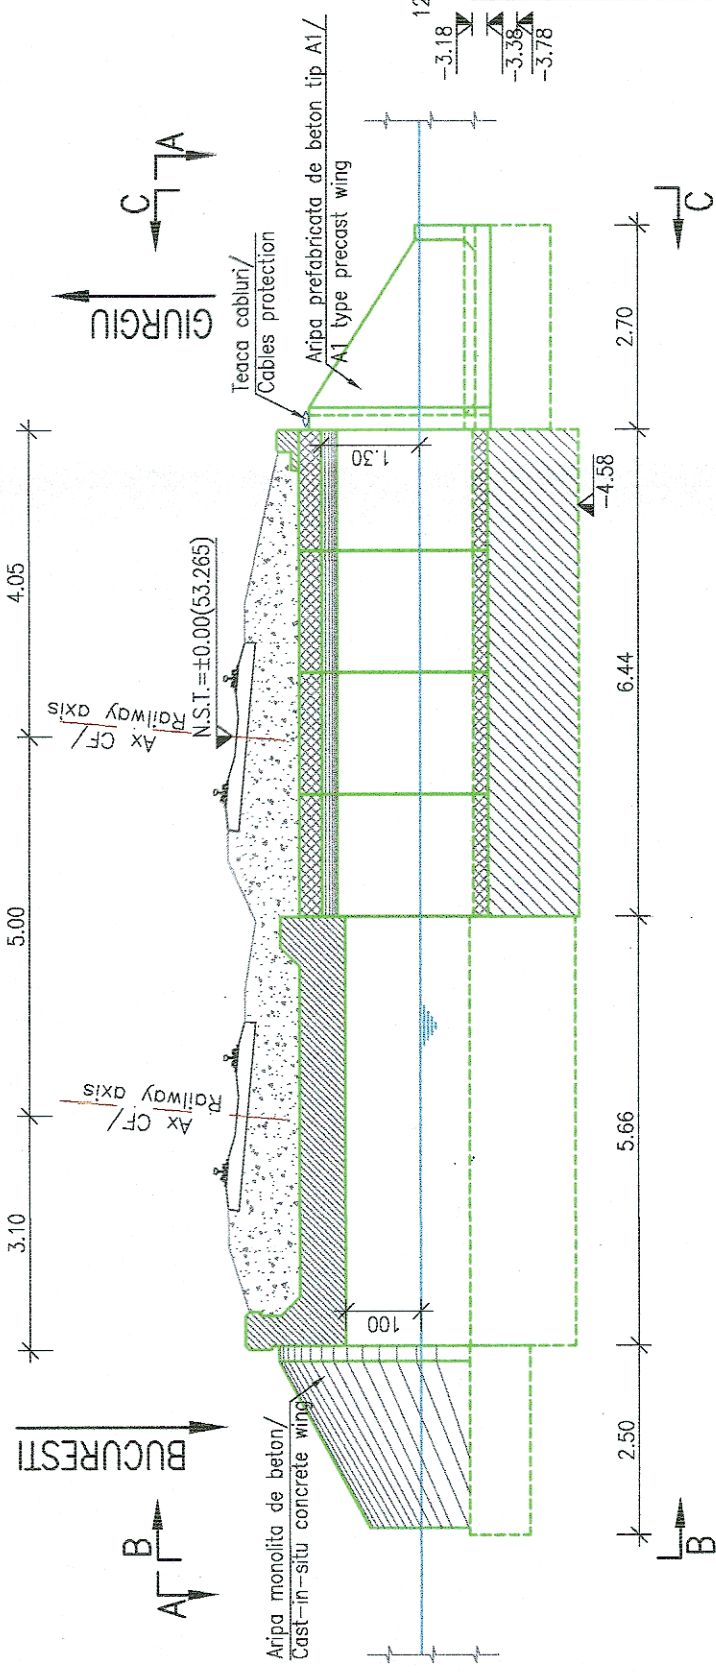 BUCURESTI
GIURGIU
B
A
C
A
3.10
5.00
4.05
Ax CF/
Railway axis
Ax CF/
Railway axis
N.S.T.=±0.00(53.265)
Teaca cabluri/
Cables protection
Aripa prefabricata de beton tip A1/
A1 type precast wing
Aripa monolita de beton/
Cast-in-situ concrete wing
100
1.30
-4.58
12
-3.18
-3.38
-3.78
2.50
5.66
6.44
2.70
B
C